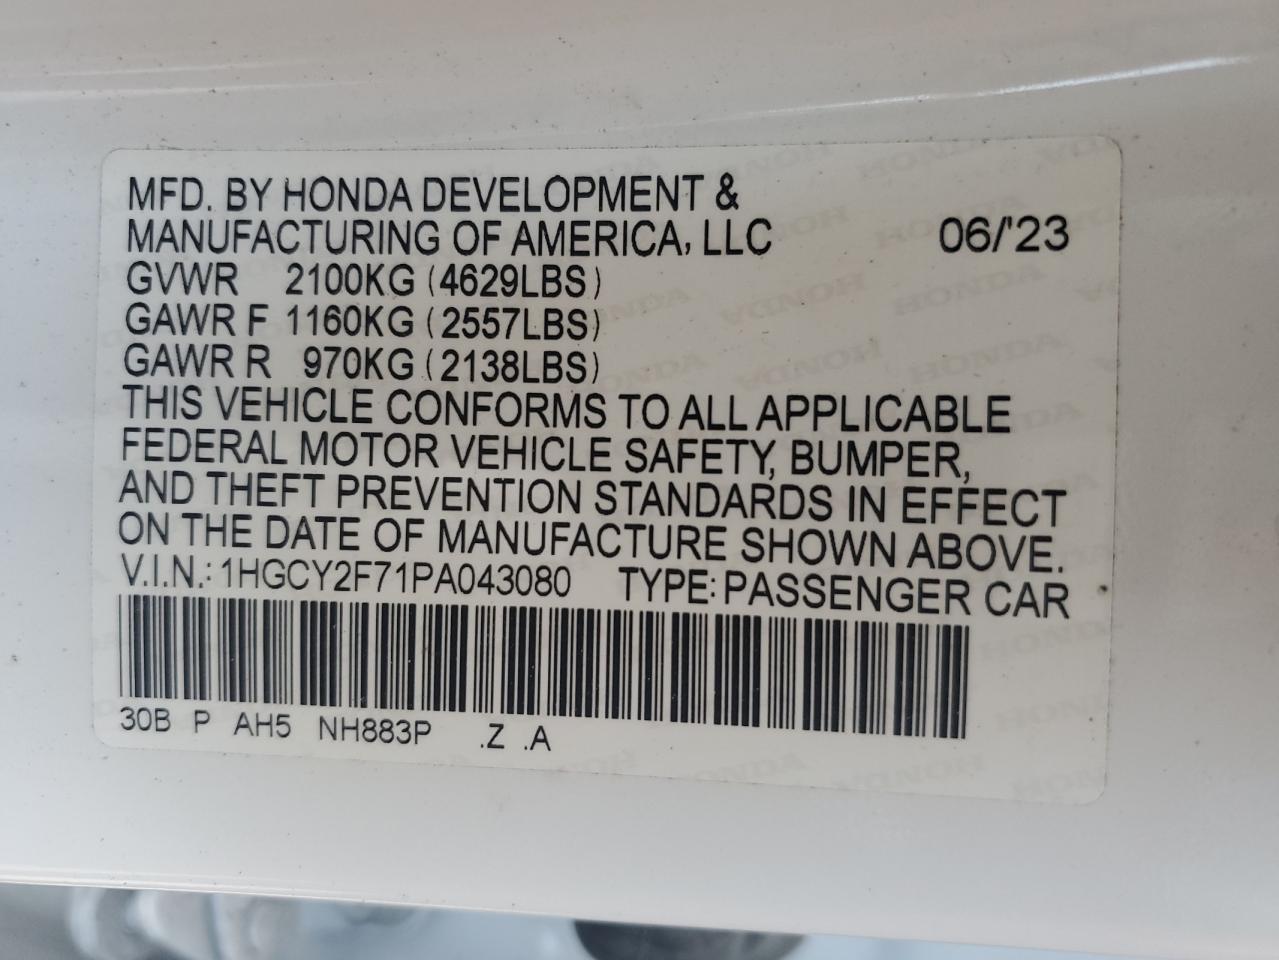 MFD. BY HONDA DEVELOPMENT &
MANUFACTURING OF AMERICA, LLC 06/'23
GVWR 2100KG (4629LBS)
GAWR F 1160KG (2557LBS)
GAWR R 970KG (2138LBS)
THIS VEHICLE CONFORMS TO ALL APPLICABLE
FEDERAL MOTOR VEHICLE SAFETY, BUMPER,
AND THEFT PREVENTION STANDARDS IN EFFECT
ON THE DATE OF MANUFACTURE SHOWN ABOVE.
V.I.N.: 1HGCY2F71PA043080 TYPE: PASSENGER CAR
30B P AH5 NH883P .Z .A